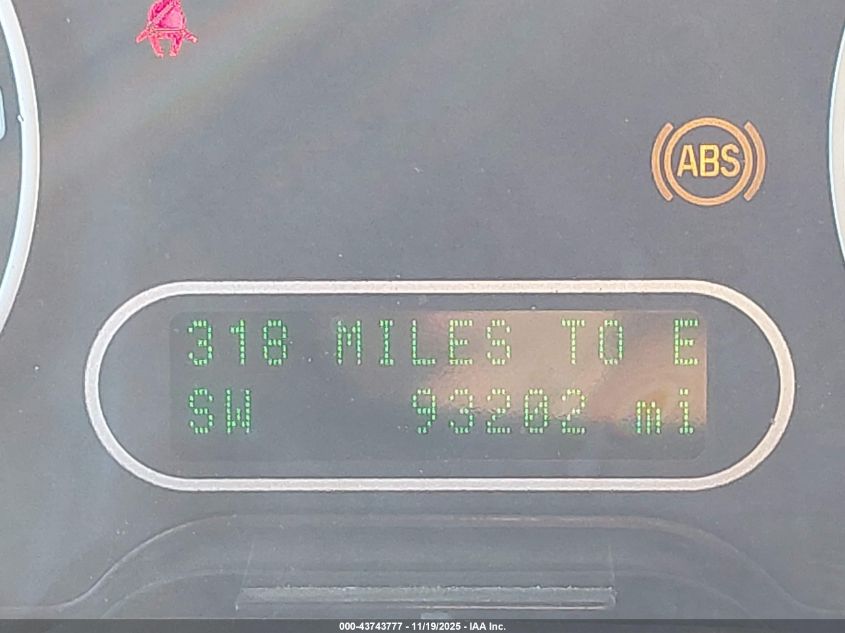 ABS
318 MILES TO E
SW 93202 mi
000-43743777 - 11/19/2025 - IAA Inc.